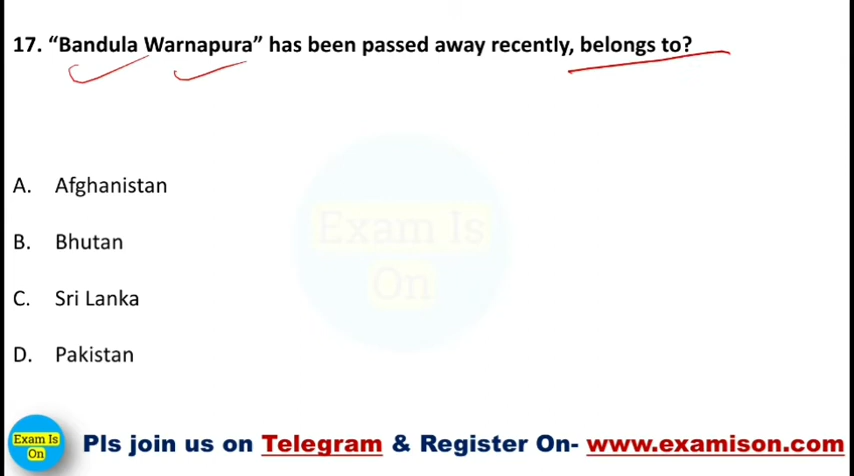 17. “Bandula Warnapura” has been passed away recently, belongs to?
Exam Is
On
A. Afghanistan
B. Bhutan
C. Sri Lanka
D. Pakistan
Exam Is
On
Pls join us on Telegram & Register On- www.examison.com